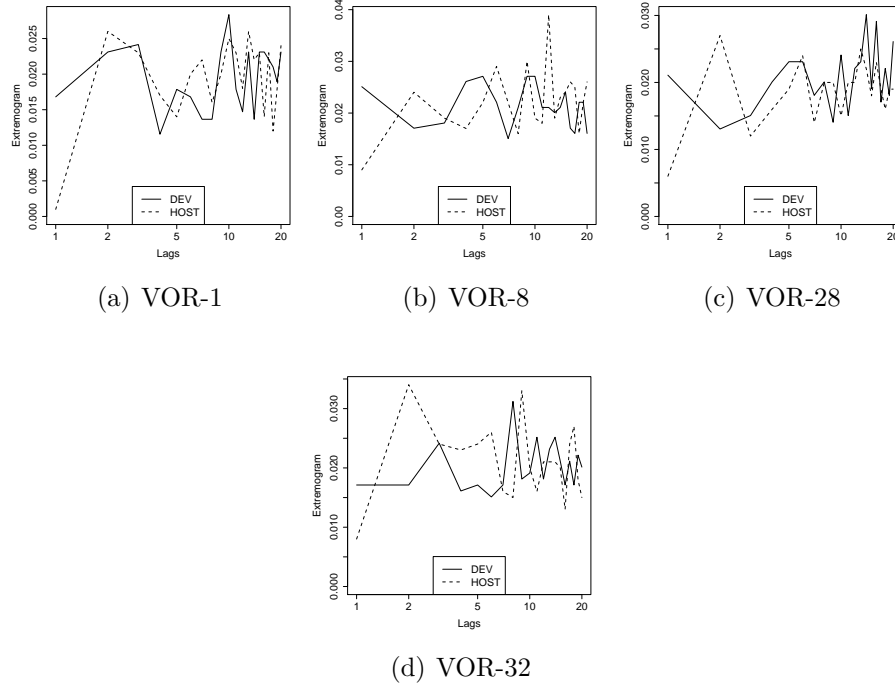 Extremogram
0.000 0.005 0.010 0.015 0.020 0.025
DEV
HOST
1 2 5 10 20
Lags
(a) VOR-1
Extremogram
0.00 0.01 0.02 0.03 0.04
DEV
HOST
1 2 5 10 20
Lags
(b) VOR-8
Extremogram
0.000 0.010 0.020 0.030
DEV
HOST
1 2 5 10 20
Lags
(c) VOR-28
Extremogram
0.000 0.010 0.020 0.030
DEV
HOST
1 2 5 10 20
Lags
(d) VOR-32